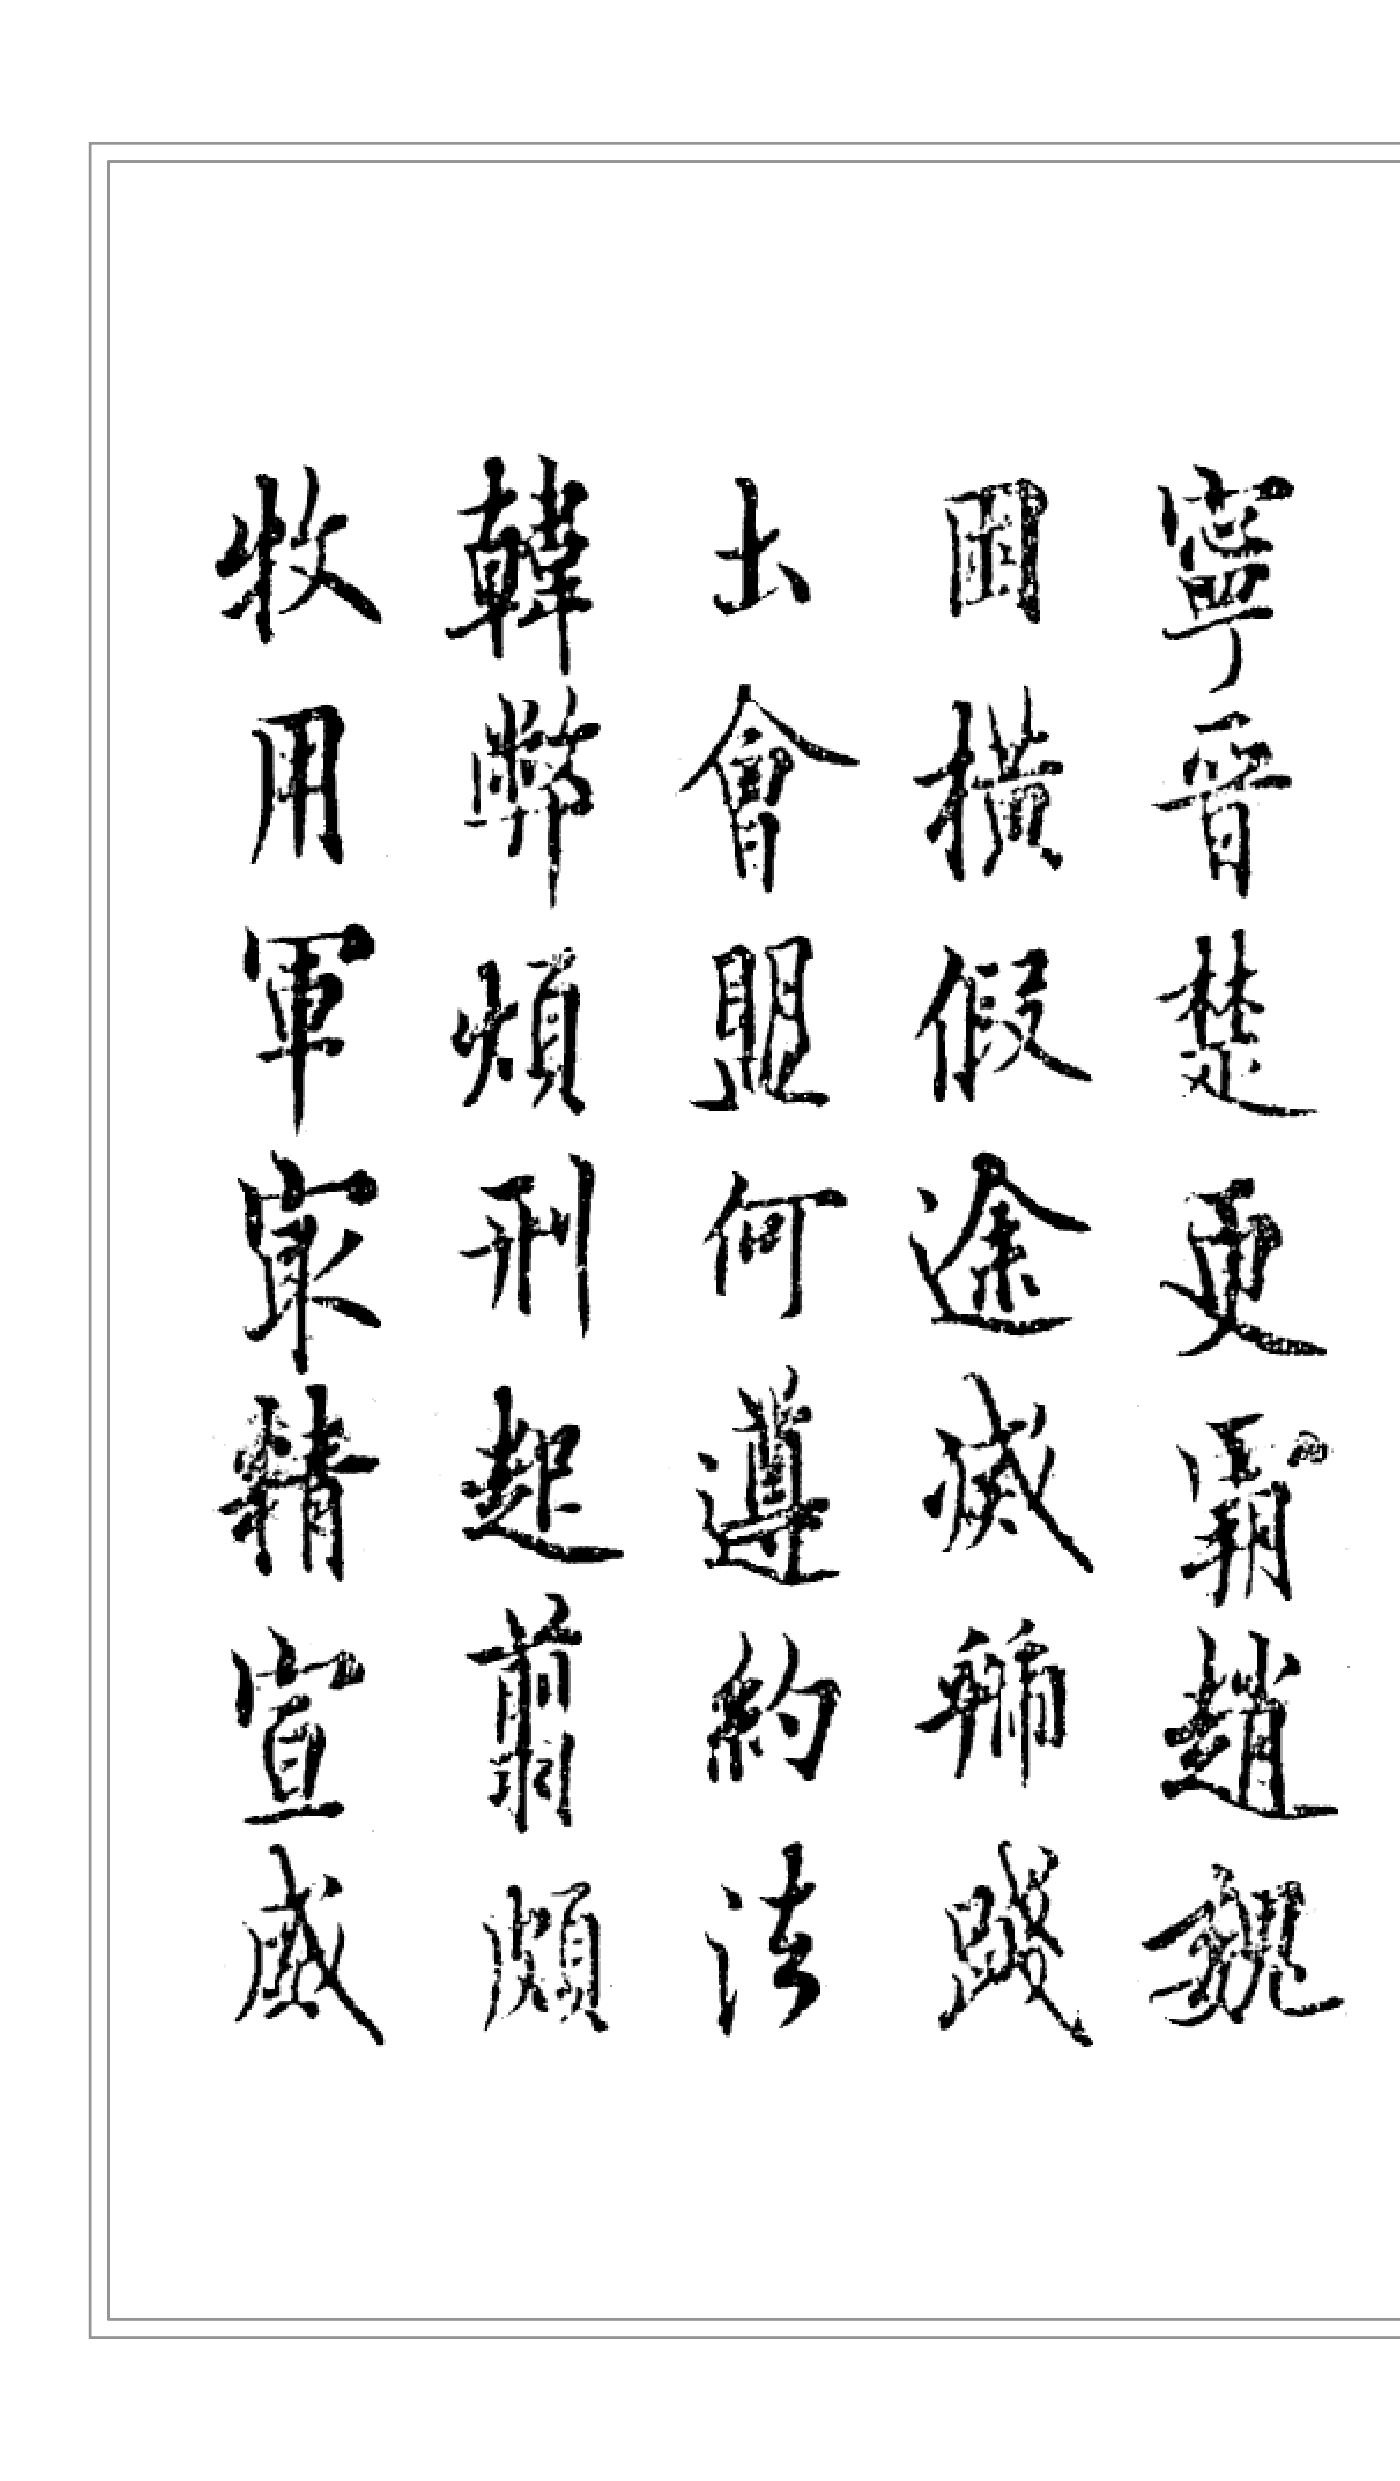 寧晉楚更霸趙魏
困橫假途滅虢踐
土會盟何遵約法
韓弊煩刑起翦頗
牧用軍宼精宣威